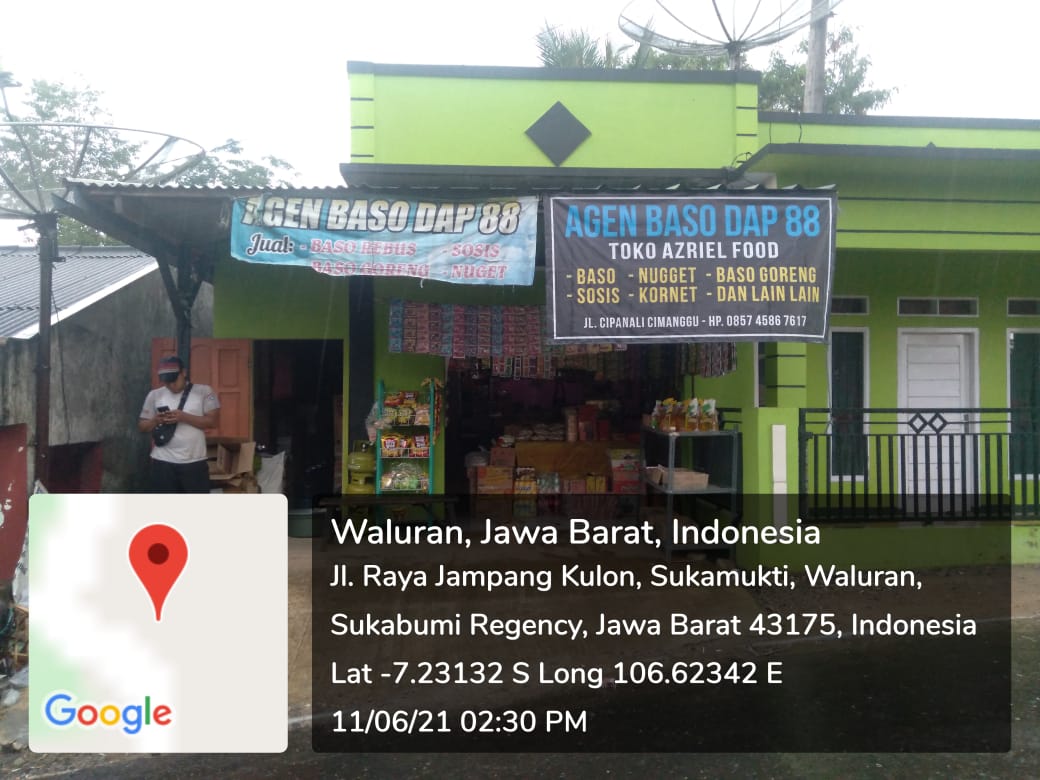 AGEN BASO DAP 88
Jual: - BASO REBUS - SOSIS
BASO GORENG - NUGET
AGEN BASO DAP 88
TOKO AZRIEL FOOD
- BASO - NUGGET - BASO GORENG
- SOSIS - KORNET - DAN LAIN LAIN
JL. CIPANALI CIMANGGU - HP. 0857 4586 7617
Waluran, Jawa Barat, Indonesia
Jl. Raya Jampang Kulon, Sukamukti, Waluran,
Sukabumi Regency, Jawa Barat 43175, Indonesia
Lat -7.23132 S Long 106.62342 E
11/06/21 02:30 PM
Google